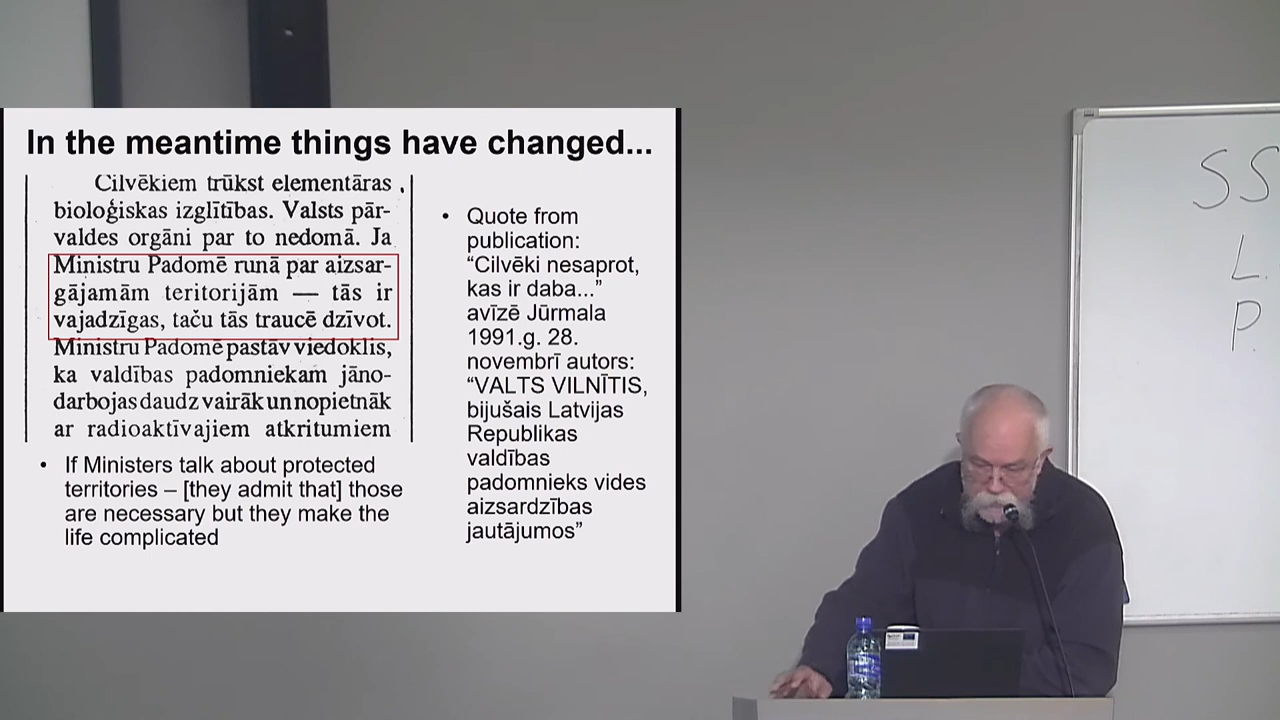 In the meantime things have changed...
Cilvēkiem trūkst elementāras
bioloģiskas izglītības. Valsts pār-
valdes orgāni par to nedomā. Ja
Ministru Padomē runā par aizsar-
gājamām teritorijām — tās ir
vajadzīgas, taču tās traucē dzīvot.
Ministru Padomē pastāv viedoklis,
ka valdības padomniekam jāno-
darbojas daudz vairāk un nopietnāk
ar radioaktīvajiem atkritumiem
• If Ministers talk about protected
territories – [they admit that] those
are necessary but they make the
life complicated
• Quote from
publication:
“Cilvēki nesaprot,
kas ir daba...”
avīzē Jūrmala
1991.g. 28.
novembrī autors:
“VALTS VILNĪTIS,
bijušais Latvijas
Republikas
valdības
padomnieks vides
aizsardzības
jautājumos”
SS
L.
P.